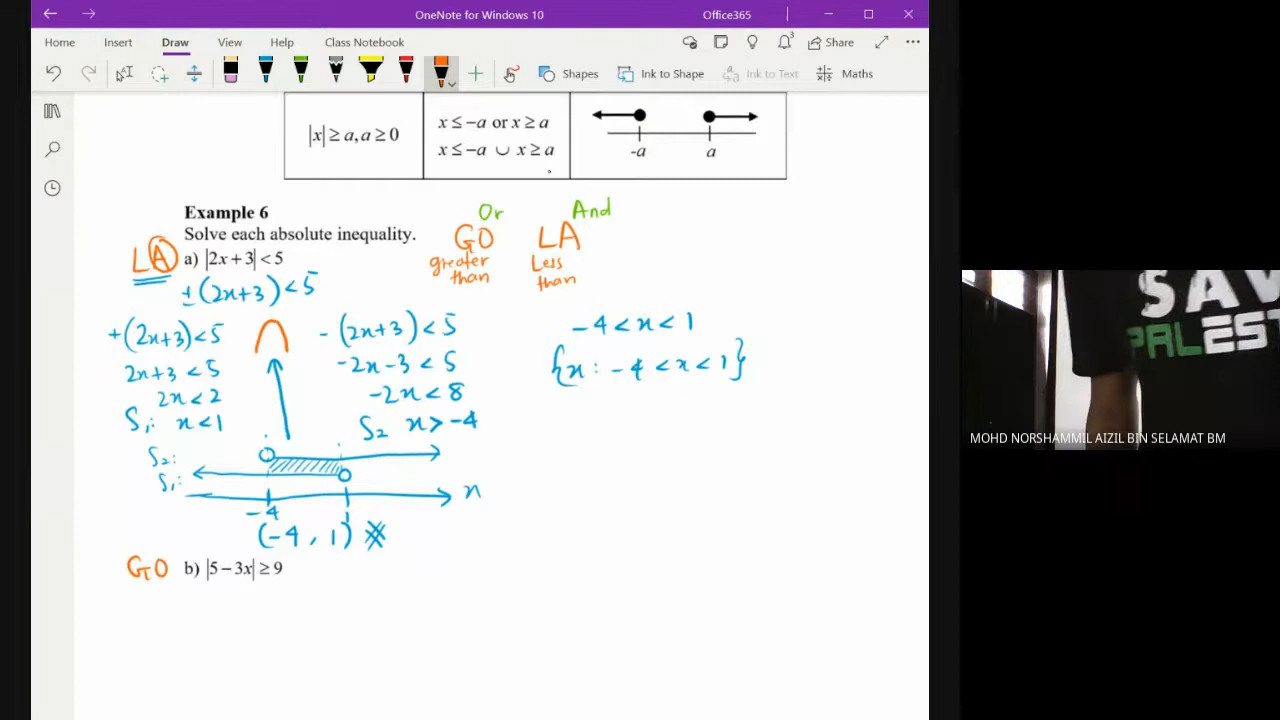 OneNote for Windows 10
Office365
Home Insert Draw View Help Class Notebook
3
Share
Shapes Ink to Shape Ink to Text Maths
|x| ≥ a, a ≥ 0
x ≤ −a or x ≥ a
x ≤ −a ∪ x ≥ a
-a a
Example 6
Solve each absolute inequality.
Or And
GO LA
greater than
Less than
LA a) |2x + 3| < 5
±(2x+3) < 5
+(2x+3) < 5
2x+3 < 5
2x < 2
S₁: x < 1
∩
-(2x+3) < 5
-2x-3 < 5
-2x < 8
S₂ x > -4
-4 < x < 1
{x : -4 < x < 1}
S₂:
S₁:
x
-4 1
(-4, 1)
GO b) |5 − 3x| ≥ 9
SAV
PALEST
MOHD NORSHAMMIL AIZIL BIN SELAMAT BM